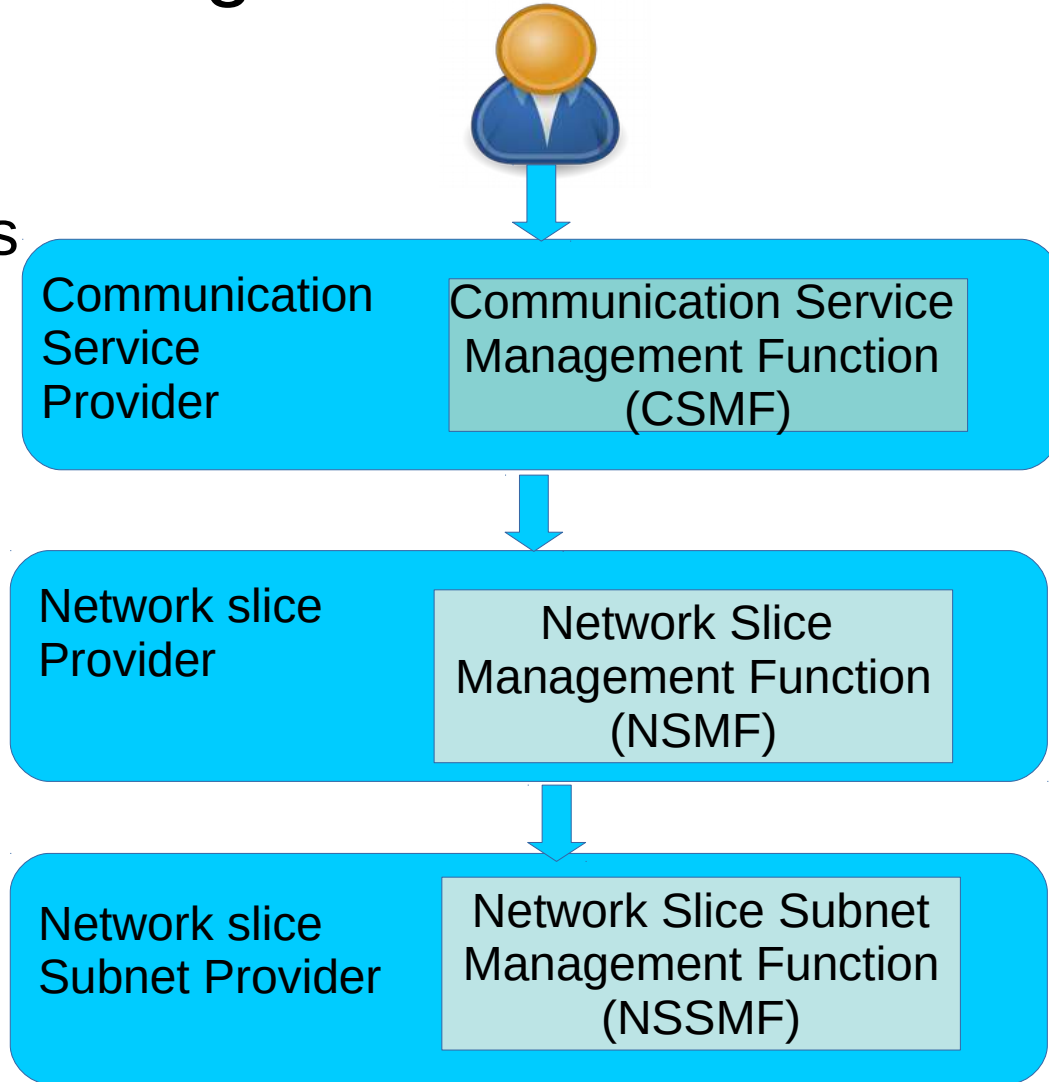 s
Communication
Service
Provider
Communication Service
Management Function
(CSMF)
Network slice
Provider
Network Slice
Management Function
(NSMF)
Network slice
Subnet Provider
Network Slice Subnet
Management Function
(NSSMF)